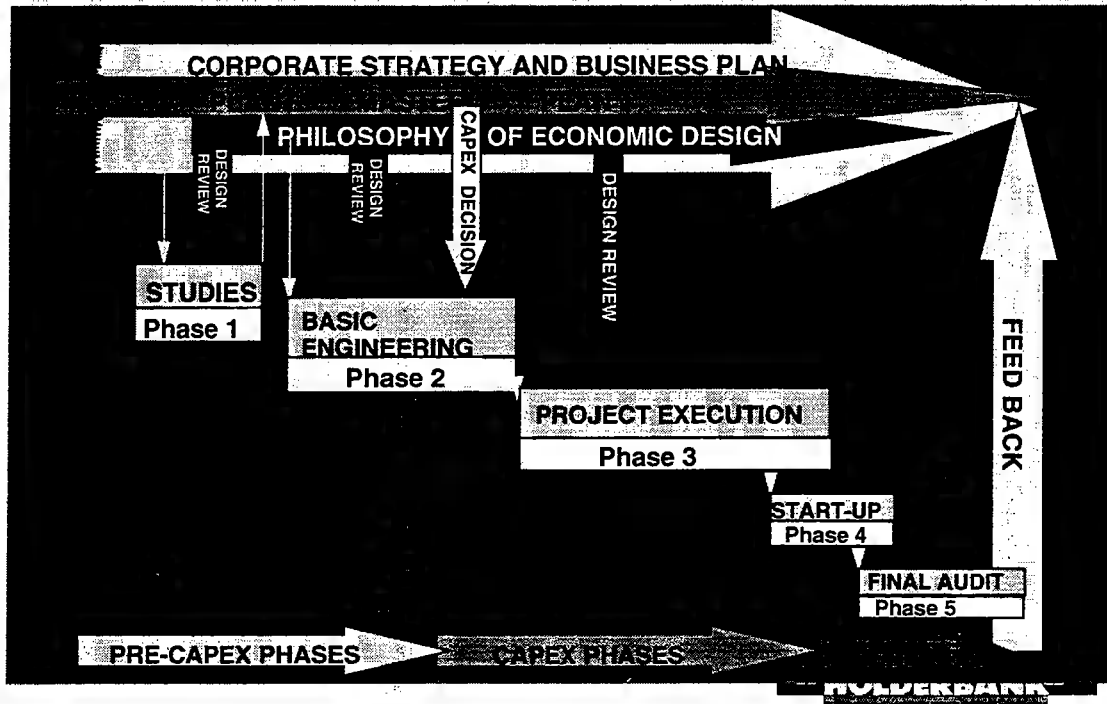 CORPORATE STRATEGY AND BUSINESS PLAN
PHILOSOPHY OF ECONOMIC DESIGN
DESIGN
REVIEW
DESIGN
REVIEW
CAPEX DECISION
DESIGN REVIEW
STUDIES
Phase 1
BASIC
ENGINEERING
Phase 2
PROJECT EXECUTION
Phase 3
START-UP
Phase 4
FINAL AUDIT
Phase 5
FEED BACK
PRE-CAPEX PHASES
CAPEX PHASES
HOLDERBANK